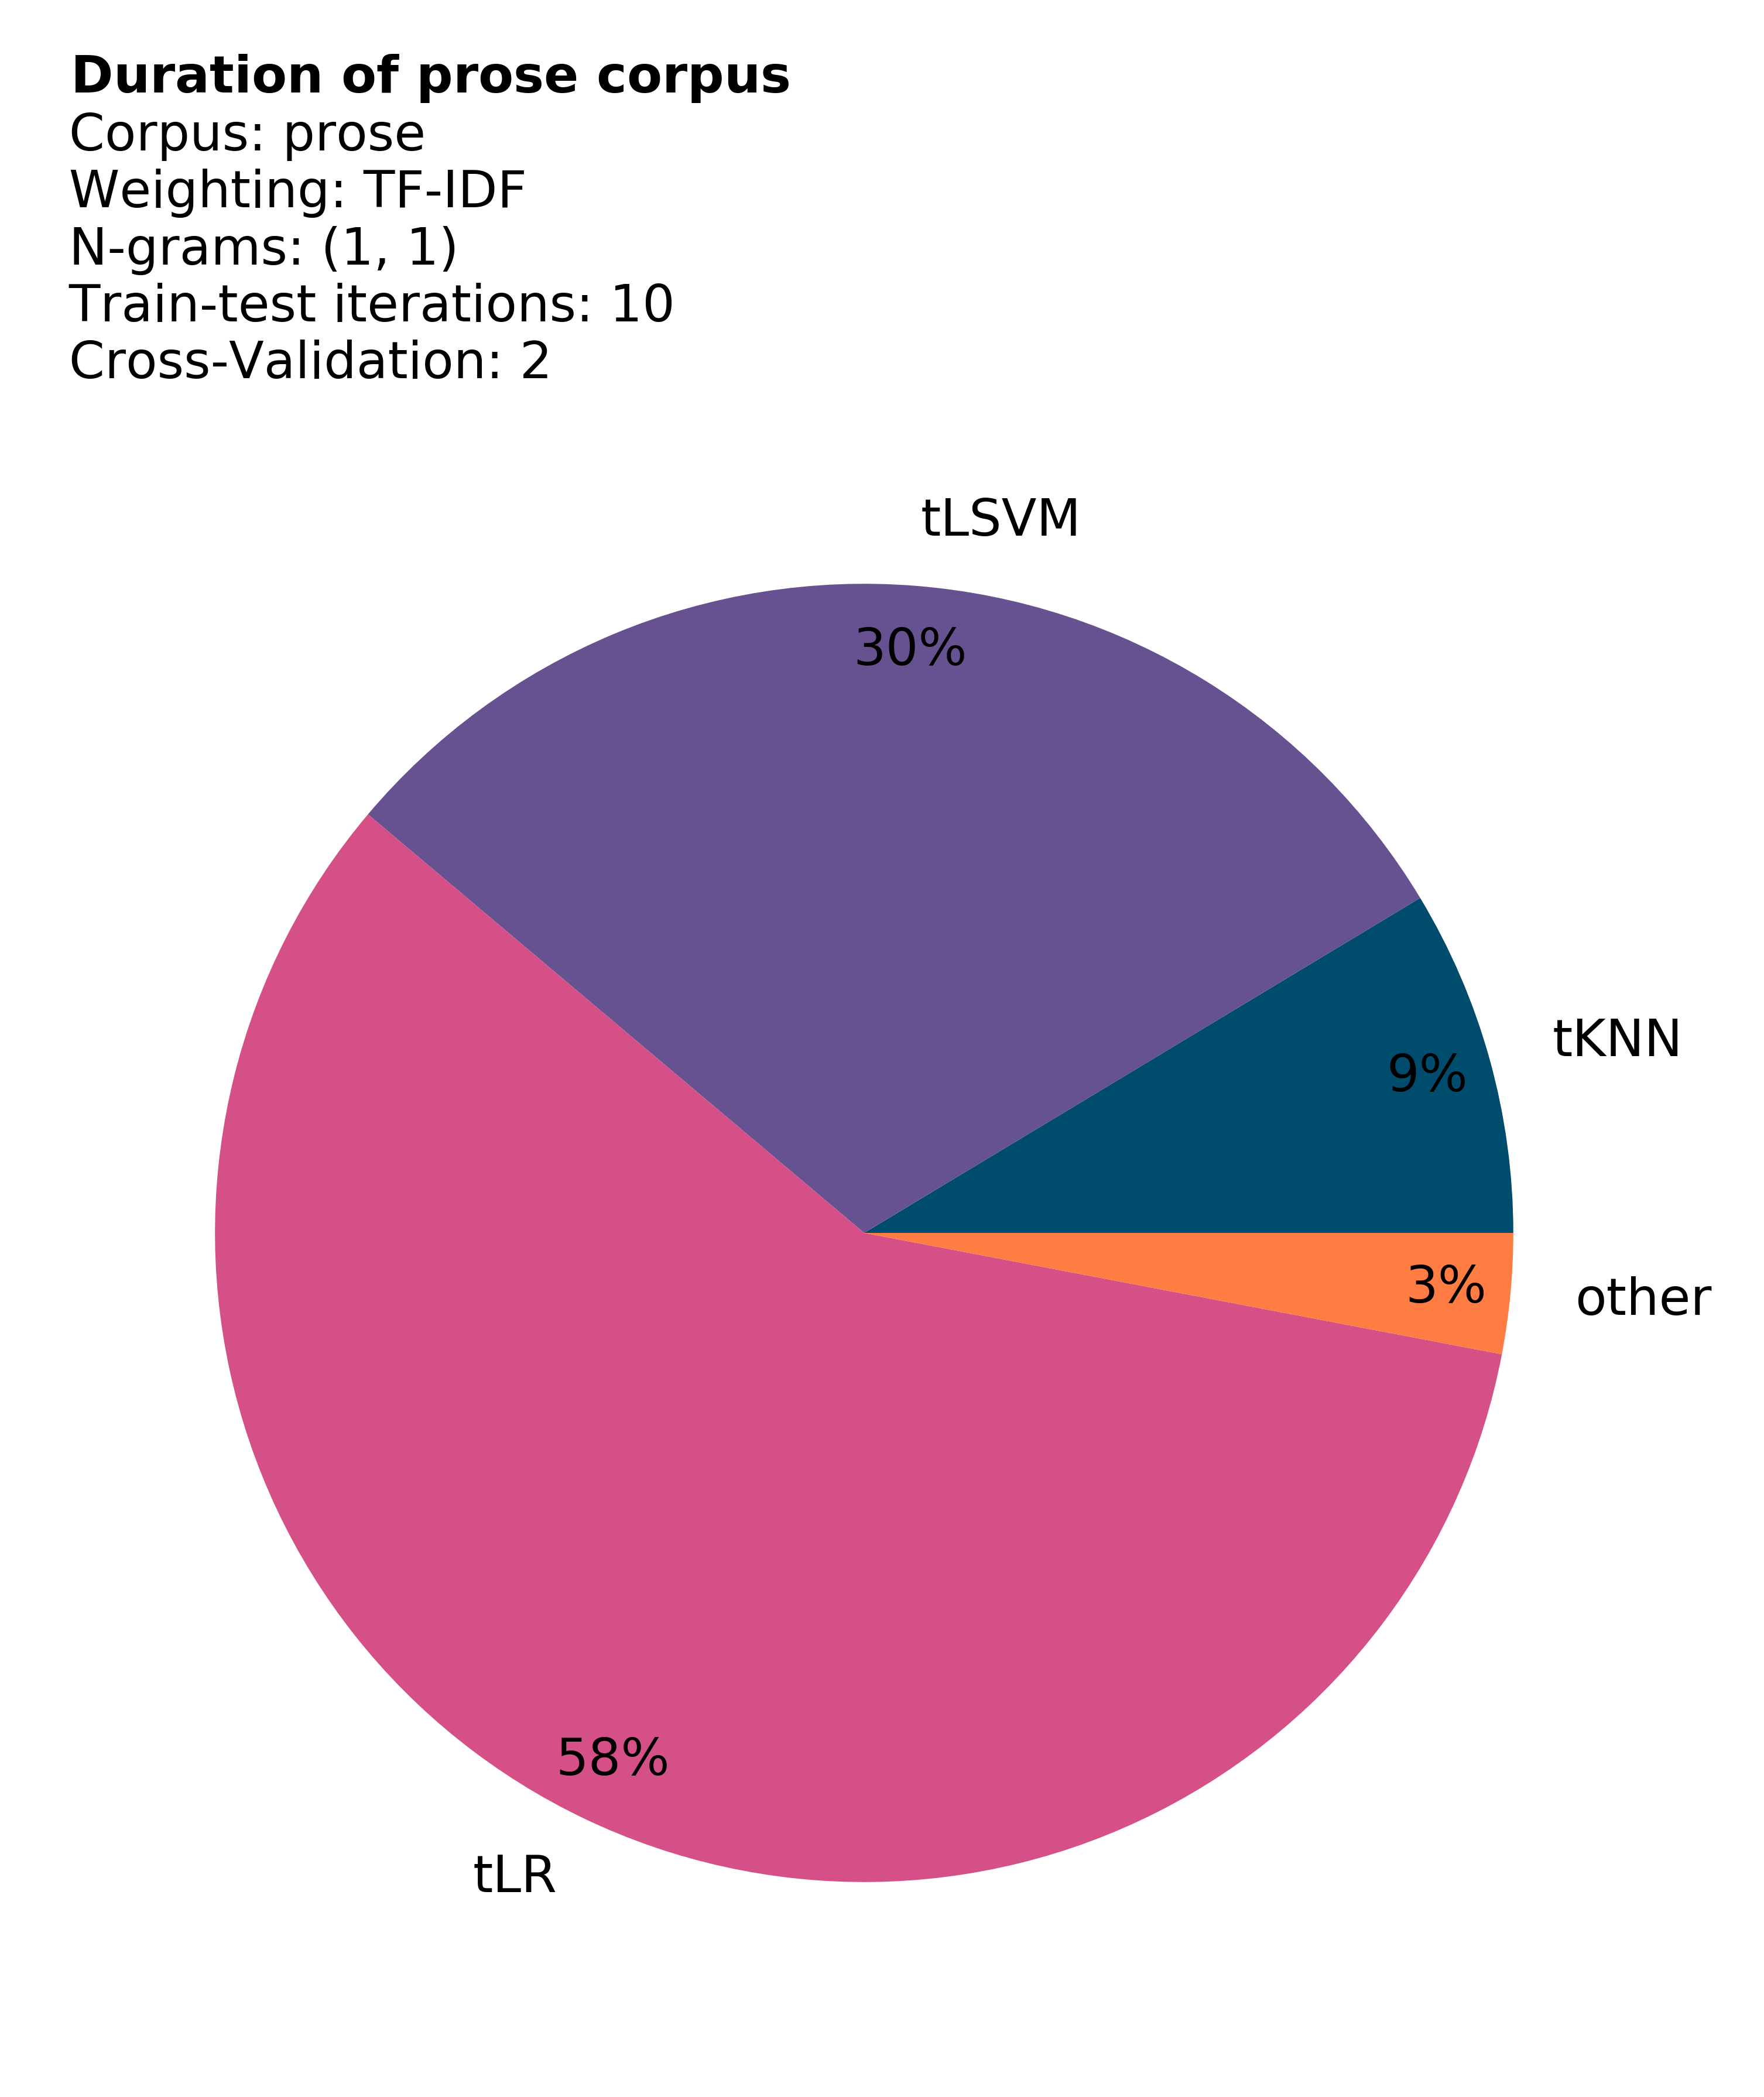 Duration of prose corpus
Corpus: prose
Weighting: TF-IDF
N-grams: (1, 1)
Train-test iterations: 10
Cross-Validation: 2
tLSVM
30%
tKNN
9%
3%
other
58%
tLR